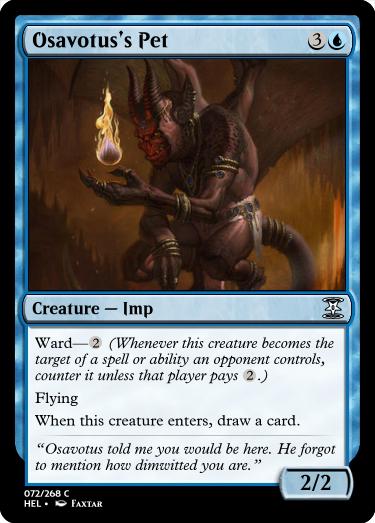 Osavotus's Pet 3
Creature — Imp
Ward—2 (Whenever this creature becomes the
target of a spell or ability an opponent controls,
counter it unless that player pays 2.)
Flying
When this creature enters, draw a card.
"Osavotus told me you would be here. He forgot
to mention how dimwitted you are."
2/2
072/268 C
HEL • Faxtar